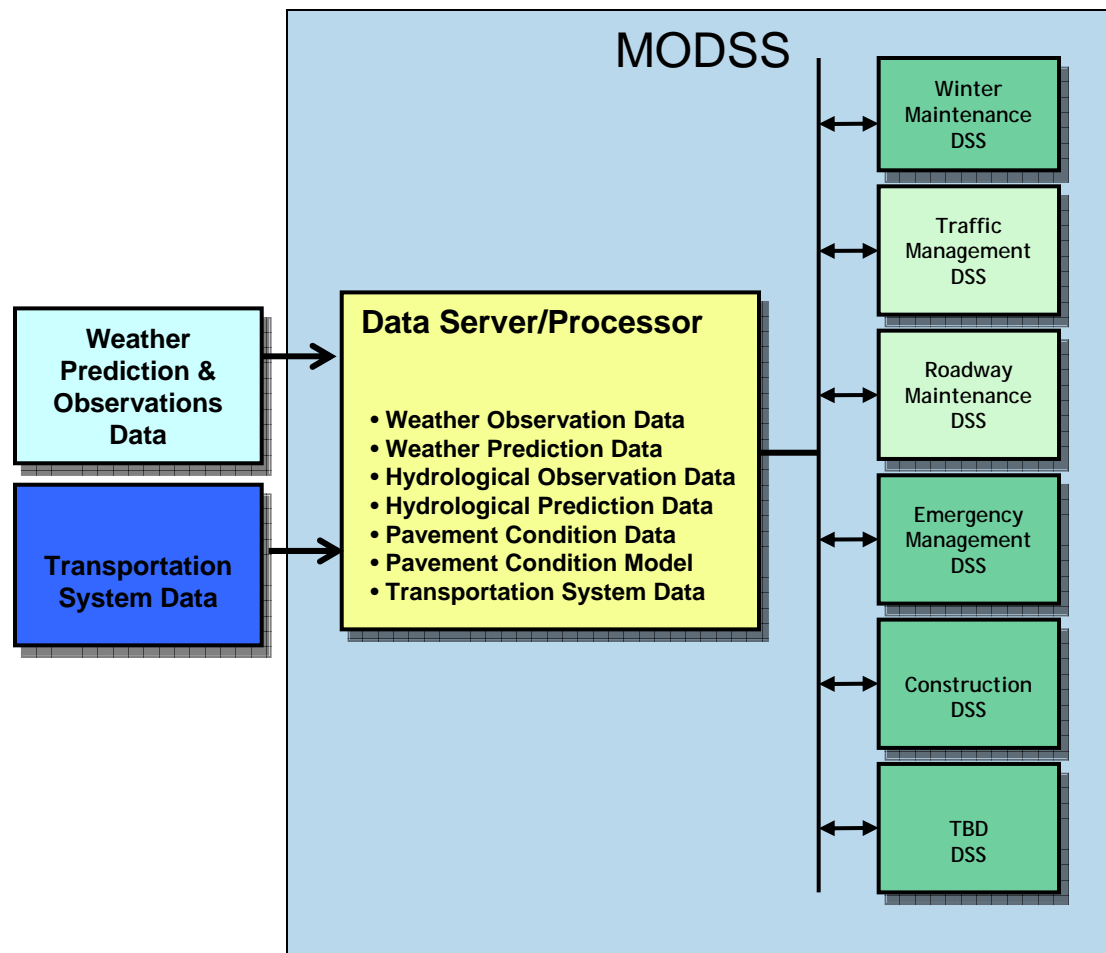 MODSS
Weather
Prediction &
Observations
Data
Transportation
System Data
Data Server/Processor
• Weather Observation Data
• Weather Prediction Data
• Hydrological Observation Data
• Hydrological Prediction Data
• Pavement Condition Data
• Pavement Condition Model
• Transportation System Data
Winter
Maintenance
DSS
Traffic
Management
DSS
Roadway
Maintenance
DSS
Emergency
Management
DSS
Construction
DSS
TBD
DSS